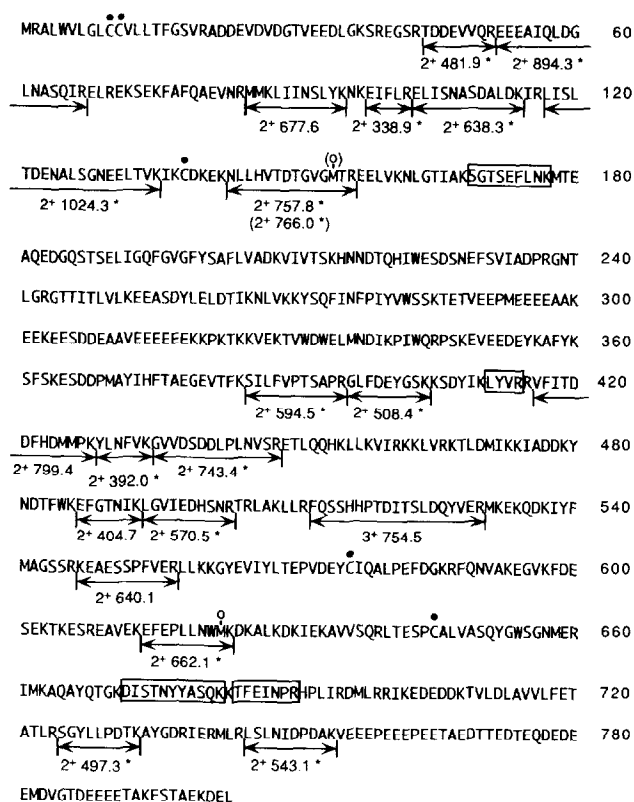 MRALWVLGLCCVLLTFGSVRADDEVDVDGTVEEDLGKSREGSRTDDEVVQREEEAIQLDG 60
2+ 481.9 * 2+ 894.3 *
LNASQIRELREKSEKFAFQAEVNRMMKLIINSLYKNKEIFLRELISNASDALDKIRLISL 120
2+ 677.6 2+ 338.9 * 2+ 638.3 *
(o)
TDENALSGNEELTVKIKCDKEKNLLHVTDTGVGMTREELVKNLGTIAKSGTSEFLNKMTE 180
2+ 1024.3 * 2+ 757.8 *
(2+ 766.0 *)
AQEDGQSTSELIGQFGVGFYSAFLVADKVIVTSKHNNDTQHIWESDSNEFSVIADPRGNT 240
LGRGTTITLVLKEEASDYLELDTIKNLVKKYSQFINFPIYVWSSKTETVEEPMEEEEAAK 300
EEKEESDDEAAVEEEEEEKKPKTKKVEKTVWDWELMNDIKPIWQRPSKEVEEDEYKAFYK 360
SFSKESDDPMAYIHFTAEGEVTFKSILFVPTSAPRGLFDEYGSKKSDYIKLYVRRVFITD 420
2+ 594.5 * 2+ 508.4 *
DFHDMMPKYLNFVKGVVDSDDLPLNVSRETLQQHKLLKVIRKKLVRKTLDMIKKIADDKY 480
2+ 799.4 2+ 392.0 * 2+ 743.4 *
NDTFWKEFGTNIKLGVIEDHSNRTRLAKLLRFQSSHHPTDITSLDQYVERMKEKQDKIYF 540
2+ 404.7 2+ 570.5 * 3+ 754.5
MAGSSRKEAESSPFVERLLKKGYEVIYLTEPVDEYCIQALPEFDGKRFQNVAKEGVKFDE 600
2+ 640.1
o
SEKTKESREAVEKEFEPLLNWMKDKALKDKIEKAVVSQRLTESPCALVASQYGWSGNMER 660
2+ 662.1 *
IMKAQAYQTGKDISTNYYASQKKTFEINPRHPLIRDMLRRIKEDEDDKTVLDLAVVLFET 720
ATLRSGYLLPDTKAYGDRIERMLRLSLNIDPDAKVEEEPEEEPEETAEDTTEDTEQDEDE 780
2+ 497.3 * 2+ 543.1 *
EMDVGTDEEEETAKESTAEKDEL